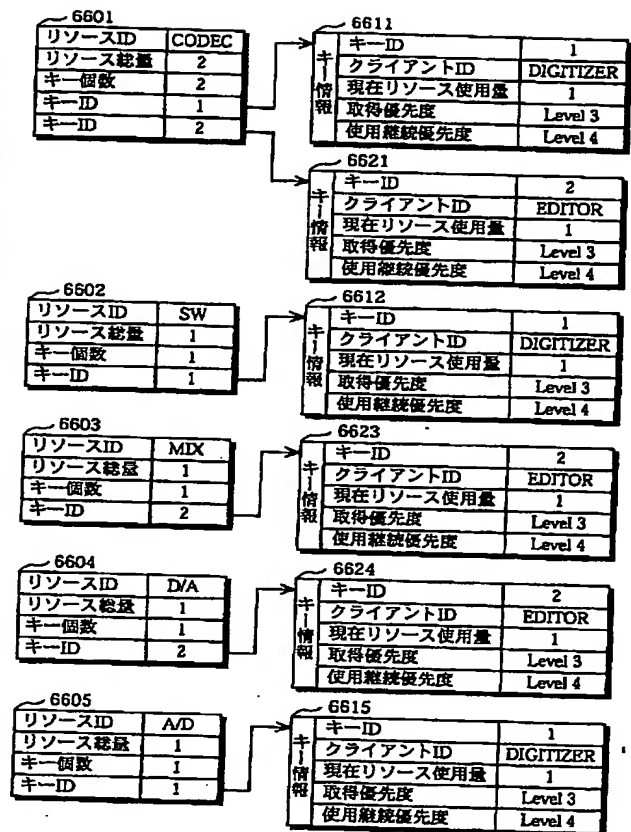 6601
リソースID CODEC
リソース総量 2
キー個数 2
キーID 1
キーID 2
6611
キー情報
キーID 1
クライアントID DIGITIZER
現在リソース使用量 1
取得優先度 Level 3
使用継続優先度 Level 4
6621
キー情報
キーID 2
クライアントID EDITOR
現在リソース使用量 1
取得優先度 Level 3
使用継続優先度 Level 4
6602
リソースID SW
リソース総量 1
キー個数 1
キーID 1
6612
キー情報
キーID 1
クライアントID DIGITIZER
現在リソース使用量 1
取得優先度 Level 3
使用継続優先度 Level 4
6603
リソースID MIX
リソース総量 1
キー個数 1
キーID 2
6623
キー情報
キーID 2
クライアントID EDITOR
現在リソース使用量 1
取得優先度 Level 3
使用継続優先度 Level 4
6604
リソースID D/A
リソース総量 1
キー個数 1
キーID 2
6624
キー情報
キーID 2
クライアントID EDITOR
現在リソース使用量 1
取得優先度 Level 3
使用継続優先度 Level 4
6605
リソースID A/D
リソース総量 1
キー個数 1
キーID 1
6615
キー情報
キーID 1
クライアントID DIGITIZER
現在リソース使用量 1
取得優先度 Level 3
使用継続優先度 Level 4